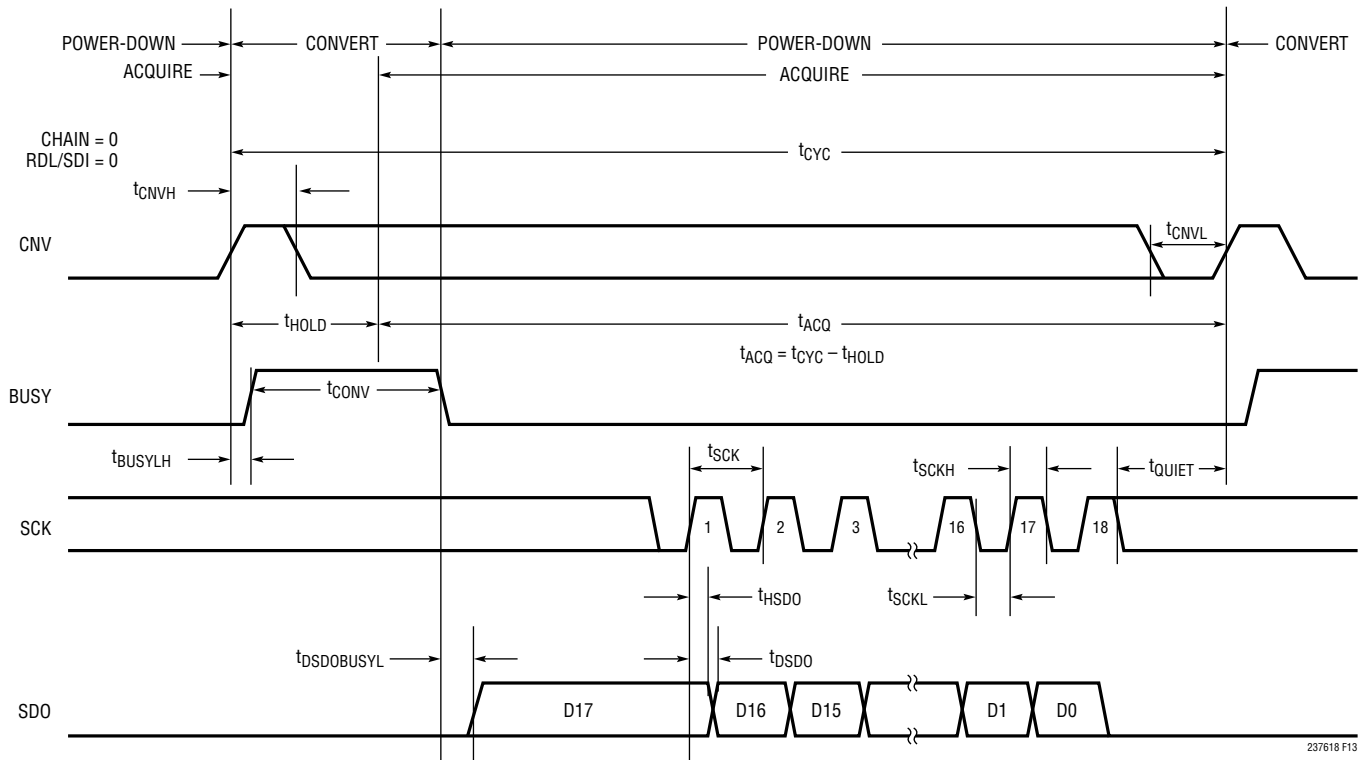 POWER-DOWN CONVERT POWER-DOWN CONVERT
ACQUIRE ACQUIRE
CHAIN = 0
RDL/SDI = 0
tCYC
tCNVH
CNV
tCNVL
tHOLD tACQ
tACQ = tCYC – tHOLD
BUSY
tCONV
tBUSYLH
tSCK tSCKH tQUIET
SCK
1 2 3 16 17 18
tHSDO tSCKL
tDSDOBUSYL tDSDO
SDO
D17 D16 D15 D1 D0
237618 F13